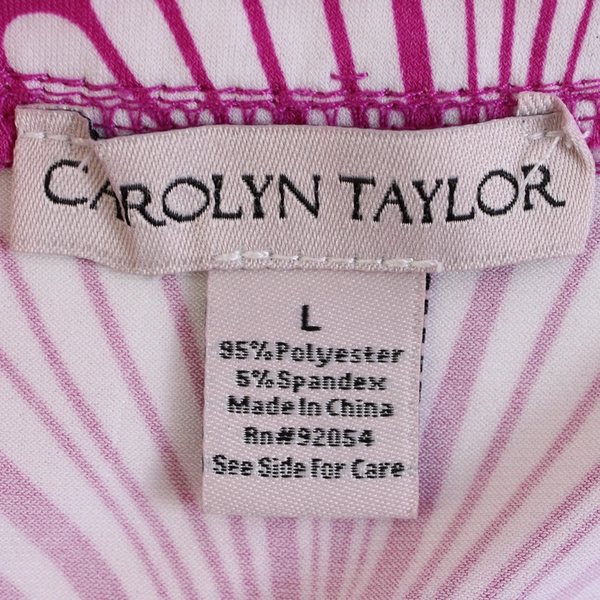 CAROLYN TAYLOR
L
95% Polyester
5% Spandex
Made In China
Rn#92054
See Side For Care